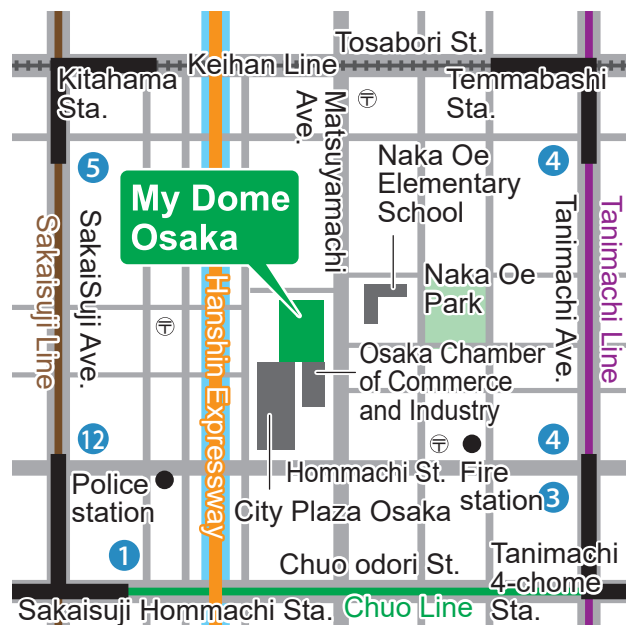 Tosabori St.
Keihan Line
Kitahama
Sta.
Temmabashi
Sta.
Matsuyamachi
Ave.
〒
5
4
Naka Oe
Elementary
School
My Dome
Osaka
Sakaisuji Line
SakaiSuji Ave.
Hanshin Expressway
Tanimachi Ave.
Tanimachi Line
Naka Oe
Park
〒
Osaka Chamber
of Commerce
and Industry
12
〒
4
Hommachi St.
Fire
station
3
Police
station
City Plaza Osaka
1
Chuo odori St.
Tanimachi
4-chome
Sta.
Sakaisuji Hommachi Sta.
Chuo Line